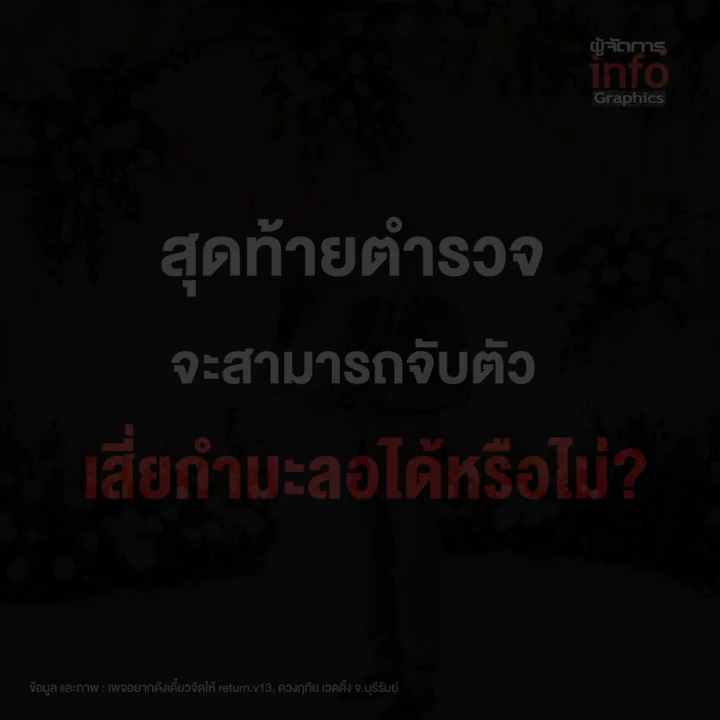 ผู้จัดการ
info
Graphics
สุดท้ายตำรวจ
จะสามารถจับตัว
เสี่ยกำมะลอได้หรือไม่?
ข้อมูล และภาพ : เพจอยากดังเดี๋ยวจัดให้ return.v13, ดวงฤทัย เวดดิ้ง จ.บุรีรัมย์